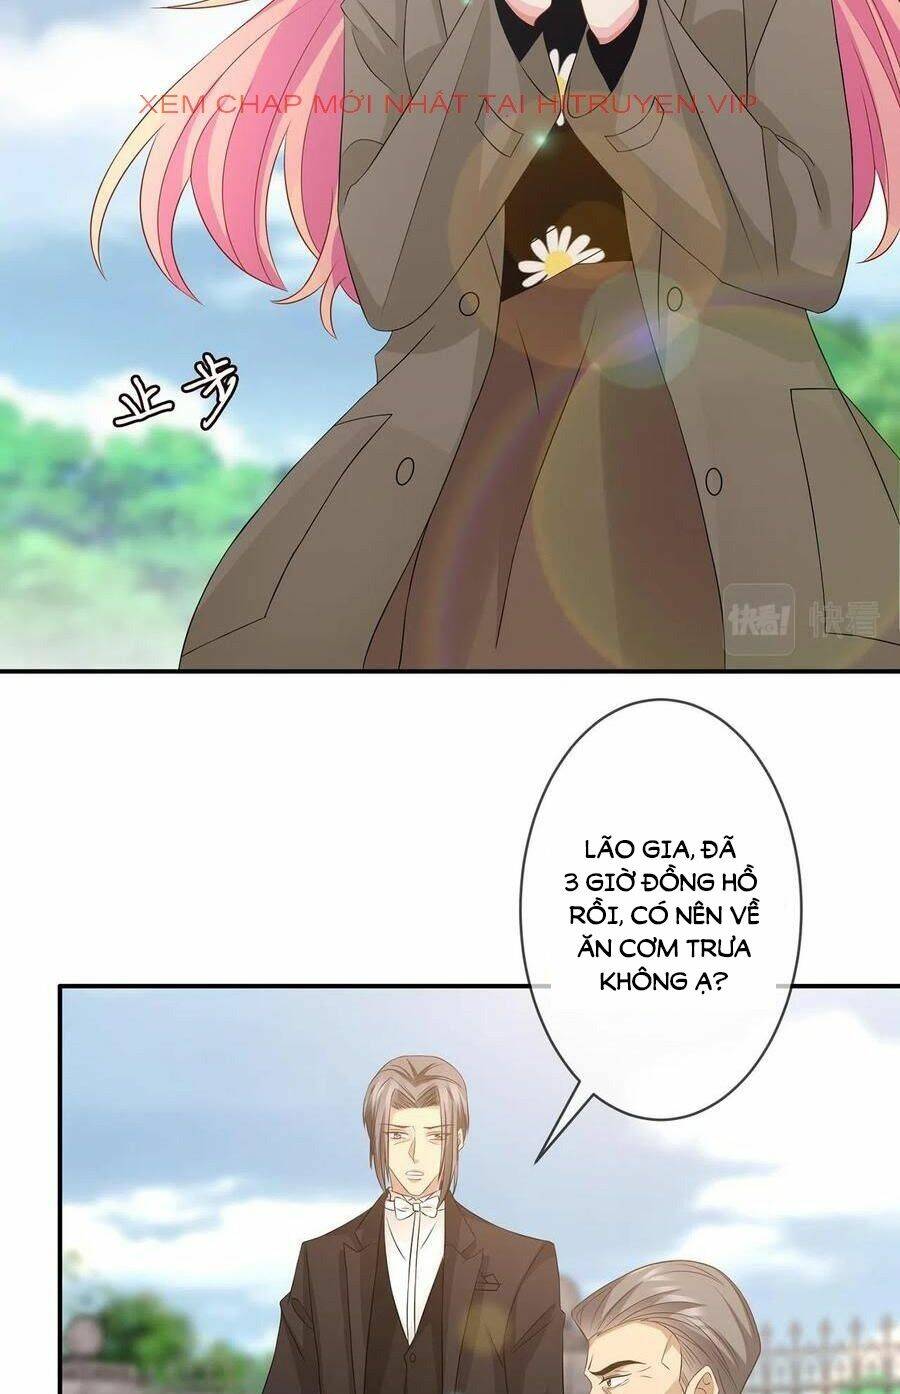 XEM CHAP MỚI NHẤT TẠI HITRUYEN.VIP
止步
快看! 快看
LÃO GIA, ĐÃ
3 GIỜ ĐỒNG HỒ
RỒI, CÓ NÊN VỀ
ĂN CƠM TRƯA
KHÔNG Ạ?